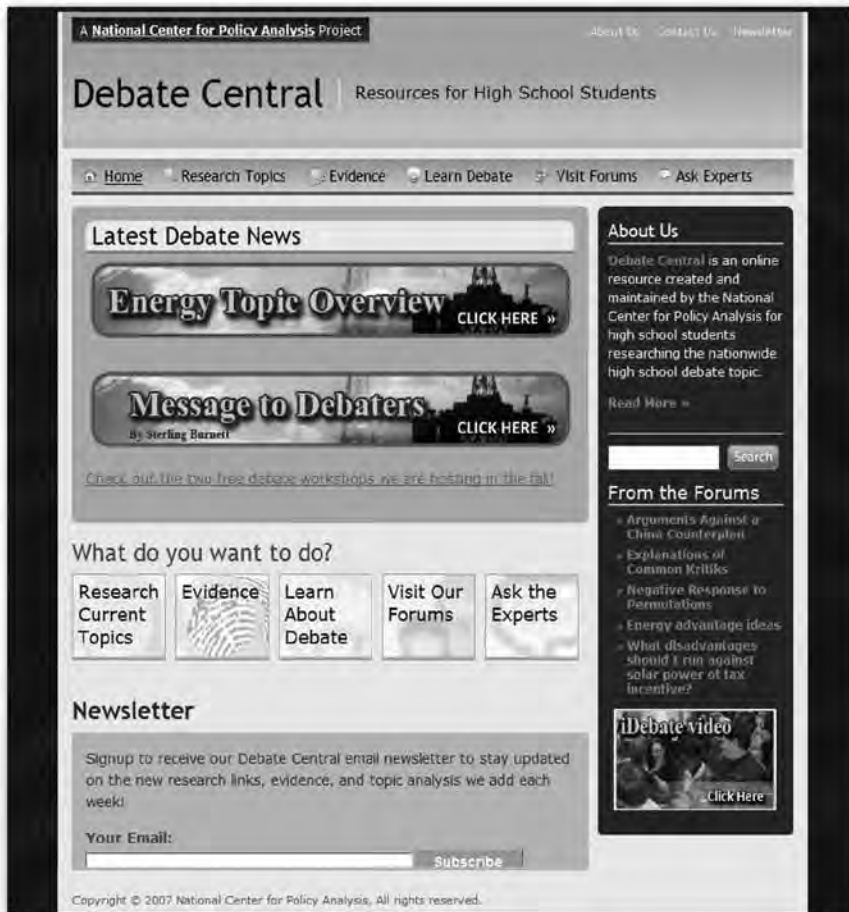 A National Center for Policy Analysis Project
About Us Contact Us Newsletter
Debate Central
Resources for High School Students
Home Research Topics Evidence Learn Debate Visit Forums Ask Experts
Latest Debate News
Energy Topic Overview
CLICK HERE »
Message to Debaters
By Sterling Burnett
CLICK HERE »
Check out the two free debate workshops we are hosting in the fall!
What do you want to do?
Research
Current
Topics
Evidence
Learn
About
Debate
Visit Our
Forums
Ask the
Experts
Newsletter
Signup to receive our Debate Central email newsletter to stay updated
on the new research links, evidence, and topic analysis we add each
week!
Your Email:
Subscribe
Copyright © 2007 National Center for Policy Analysis, All rights reserved.
About Us
Debate Central is an online
resource created and
maintained by the National
Center for Policy Analysis for
high school students
researching the nationwide
high school debate topic.
Read More »
Search
From the Forums
» Arguments Against a
China Counterplan
» Explanations of
Common Kritiks
» Negative Response to
Permutations
» Energy advantage ideas
» What disadvantages
should I run against
solar power of tax
incentive?
iDebate video
Click Here